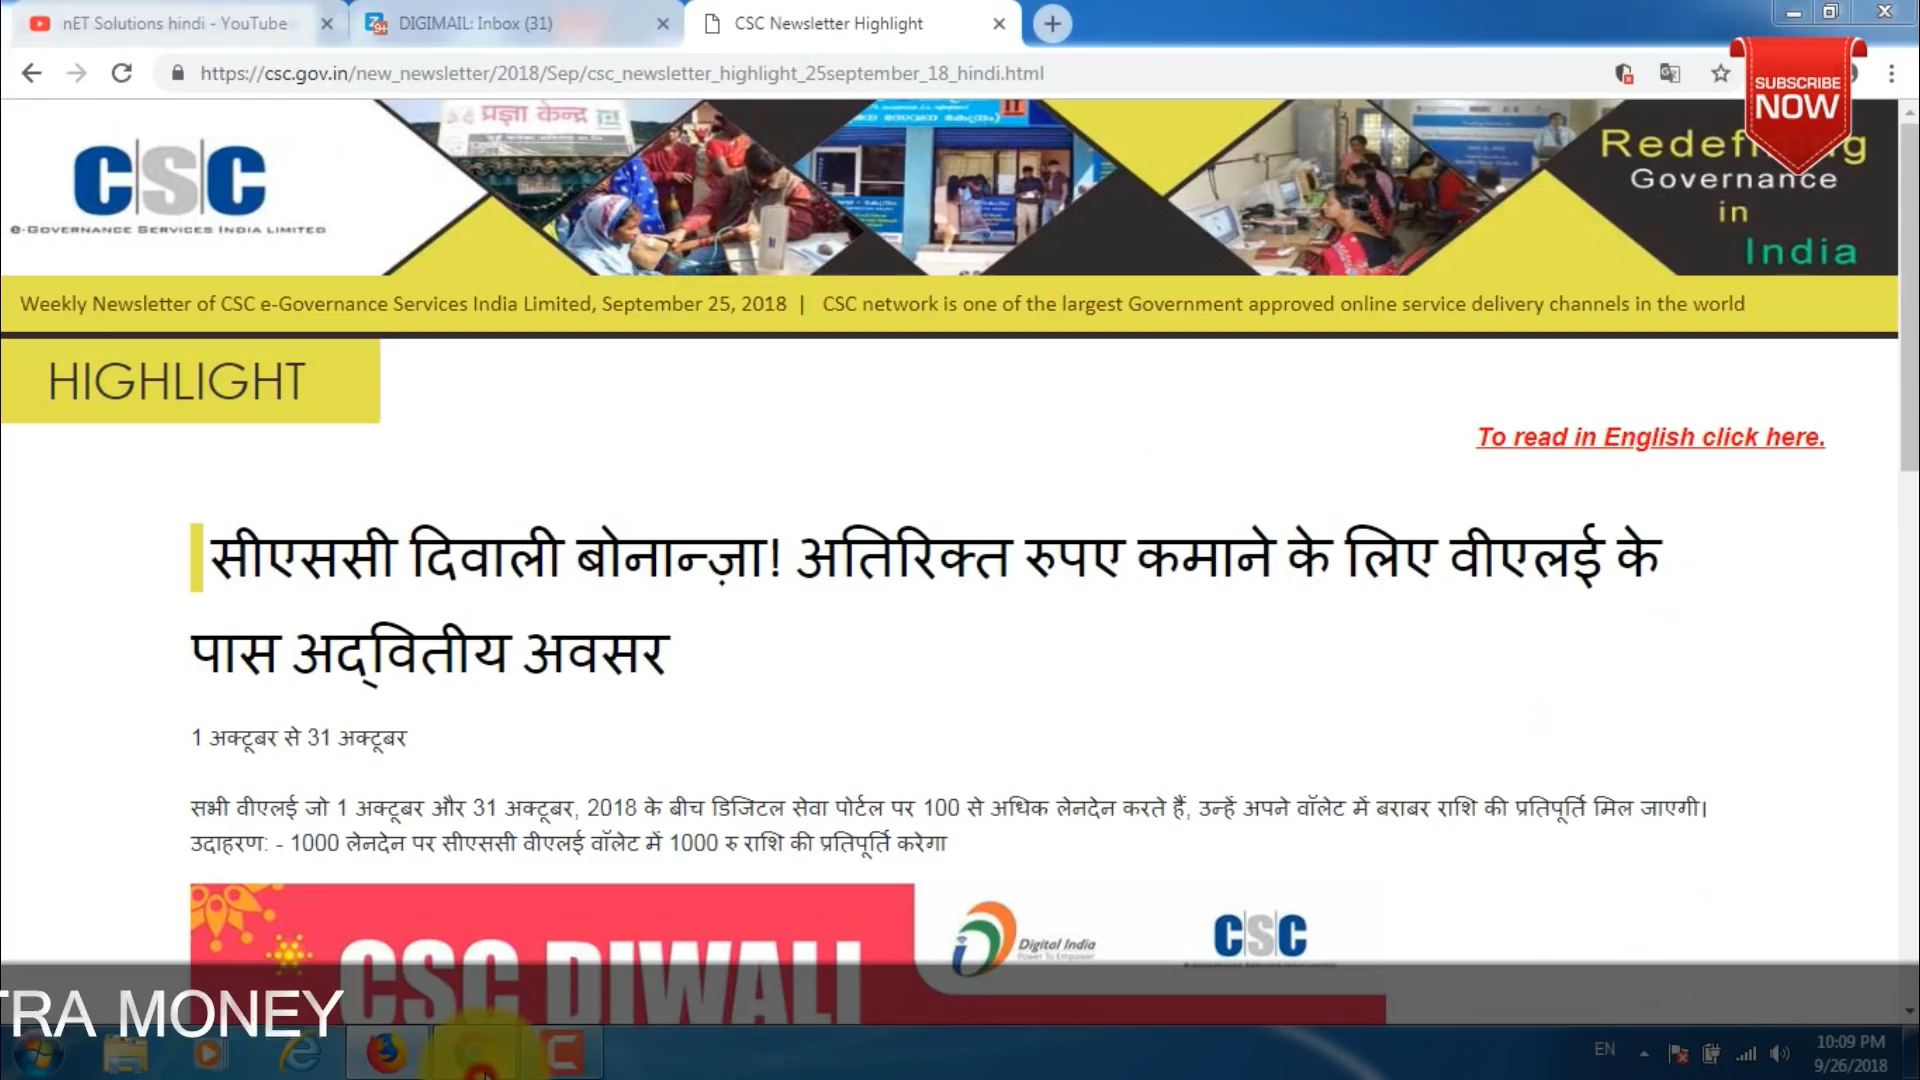 nET Solutions hindi - YouTube
DIGIMAIL: Inbox (31)
CSC Newsletter Highlight
https://csc.gov.in/new_newsletter/2018/Sep/csc_newsletter_highlight_25september_18_hindi.html
SUBSCRIBE
NOW
प्रज्ञा केन्द्र
CSC
e-Governance Services India Limited
Governance
in
India
Weekly Newsletter of CSC e-Governance Services India Limited, September 25, 2018 | CSC network is one of the largest Government approved online service delivery channels in the world
HIGHLIGHT
To read in English click here.
सीएससी दिवाली बोनान्ज़ा! अतिरिक्त रुपए कमाने के लिए वीएलई के
पास अद्वितीय अवसर
1 अक्टूबर से 31 अक्टूबर
सभी वीएलई जो 1 अक्टूबर और 31 अक्टूबर, 2018 के बीच डिजिटल सेवा पोर्टल पर 100 से अधिक लेनदेन करते हैं, उन्हें अपने वॉलेट में बराबर राशि की प्रतिपूर्ति मिल जाएगी।
उदाहरण: - 1000 लेनदेन पर सीएससी वीएलई वॉलेट में 1000 रु राशि की प्रतिपूर्ति करेगा
CSC DIWALI
Digital India
Power To Empower
CSC
TRA MONEY
EN
10:09 PM
9/26/2018